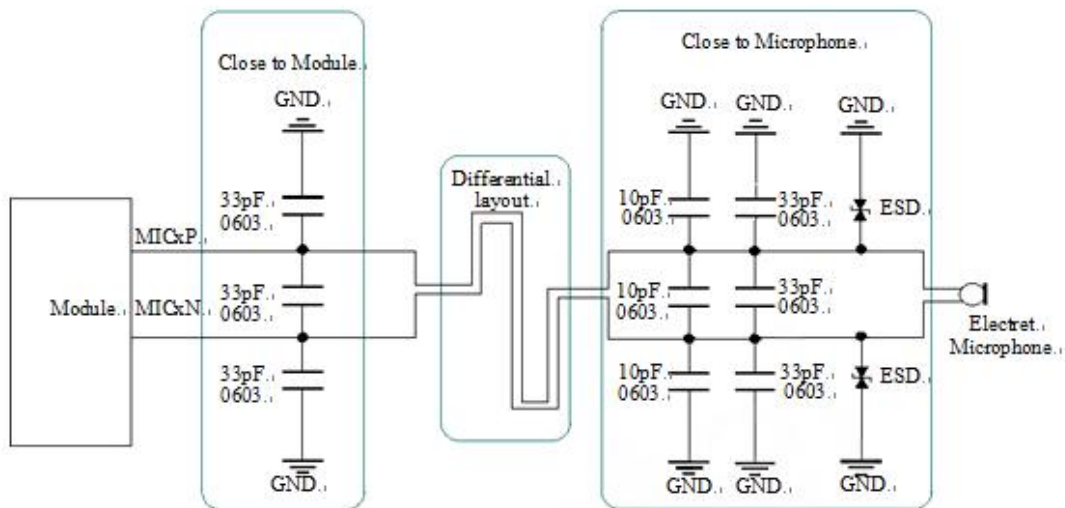 Close to Module.
GND.
33pF.
0603.
MICxP.
33pF.
0603.
Module.
MICxN.
33pF.
0603.
GND.
Differential.
layout.
Close to Microphone.
GND.
GND.
GND.
10pF.
0603.
33pF.
0603.
ESD.
10pF.
0603.
33pF.
0603.
10pF.
0603.
33pF.
0603.
ESD.
GND.
GND.
GND.
Electret.
Microphone.